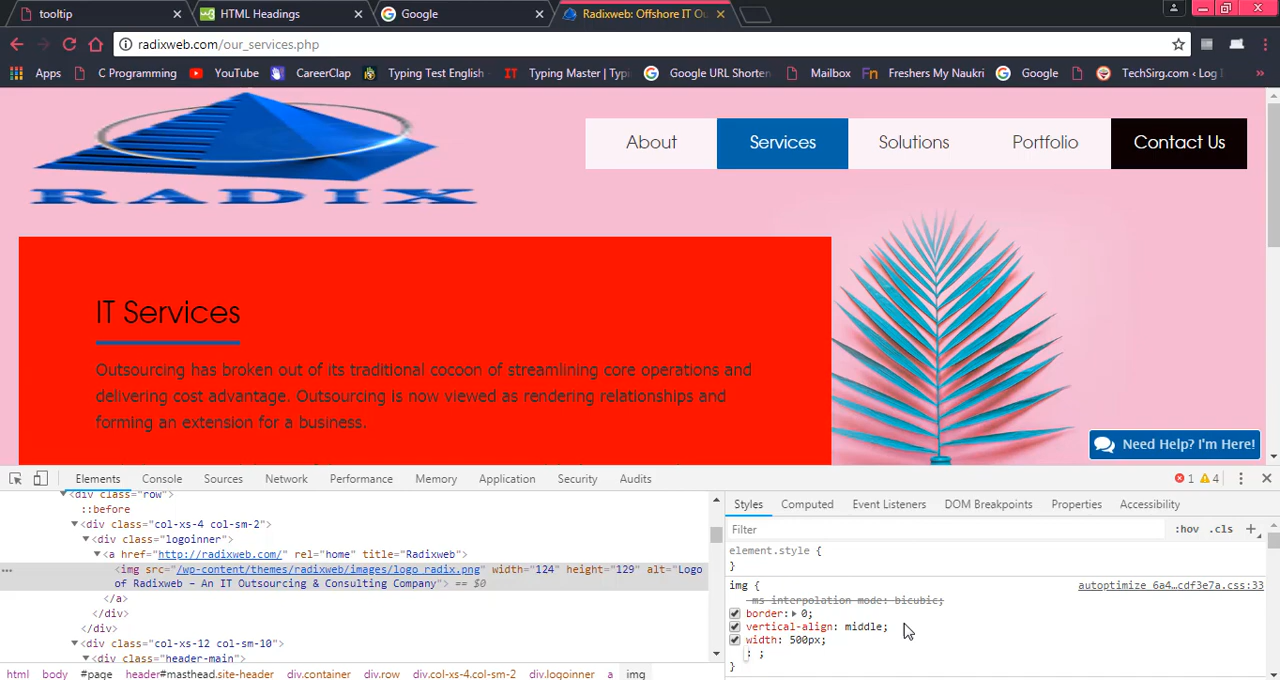 tooltip
HTML Headings
Google
Radixweb: Offshore IT O
radixweb.com/our_services.php
Apps
C Programming
YouTube
CareerClap
Typing Test English -
IT Typing Master | Typ
Google URL Shorten
Mailbox
Freshers My Naukri
Google
TechSirg.com ‹ Log
»
RADIX
About
Services
Solutions
Portfolio
Contact Us
IT Services
Outsourcing has broken out of its traditional cocoon of streamlining core operations and
delivering cost advantage. Outsourcing is now viewed as rendering relationships and
forming an extension for a business.
Need Help? I'm Here!
Elements Console Sources Network Performance Memory Application Security Audits
1 4
<div class="row">
::before
<div class="col-xs-4 col-sm-2">
<div class="logoinner">
<a href="http://radixweb.com/" rel="home" title="Radixweb">
<img src="/wp-content/themes/radixweb/images/logo_radix.png" width="124" height="129" alt="Logo
of Radixweb – An IT Outsourcing & Consulting Company"> == $0
</a>
</div>
</div>
<div class="col-xs-12 col-sm-10">
<div class="header-main">
html body #page header#masthead.site-header div.container div.row div.col-xs-4.col-sm-2 div.logoinner a img
Styles Computed Event Listeners DOM Breakpoints Properties Accessibility
Filter
:hov .cls +
element.style {
}
img {
autoptimize_6a4…cdf3e7a.css:33
-ms-interpolation-mode: bicubic;
border: 0;
vertical-align: middle;
width: 500px;
: ;
}